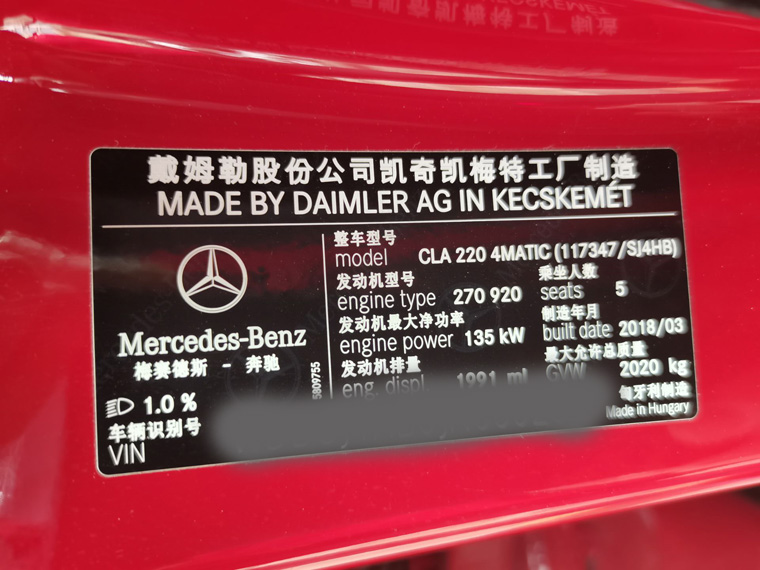 戴姆勒股份公司凯奇凯梅特工厂制造
MADE BY DAIMLER AG IN KECSKEMÉT
整车型号
model CLA 220 4MATIC (117347/SJ4HB)
发动机型号
engine type 270 920
乘坐人数
seats 5
发动机最大净功率
engine power 135 kW
制造年月
built date 2018/03
发动机排量
eng. displ 1991 ml
最大允许总质量
GVW 2020 kg
匈牙利制造
Made in Hungary
Mercedes-Benz
梅赛德斯 - 奔驰
1.0 %
车辆识别号
VIN
5809755